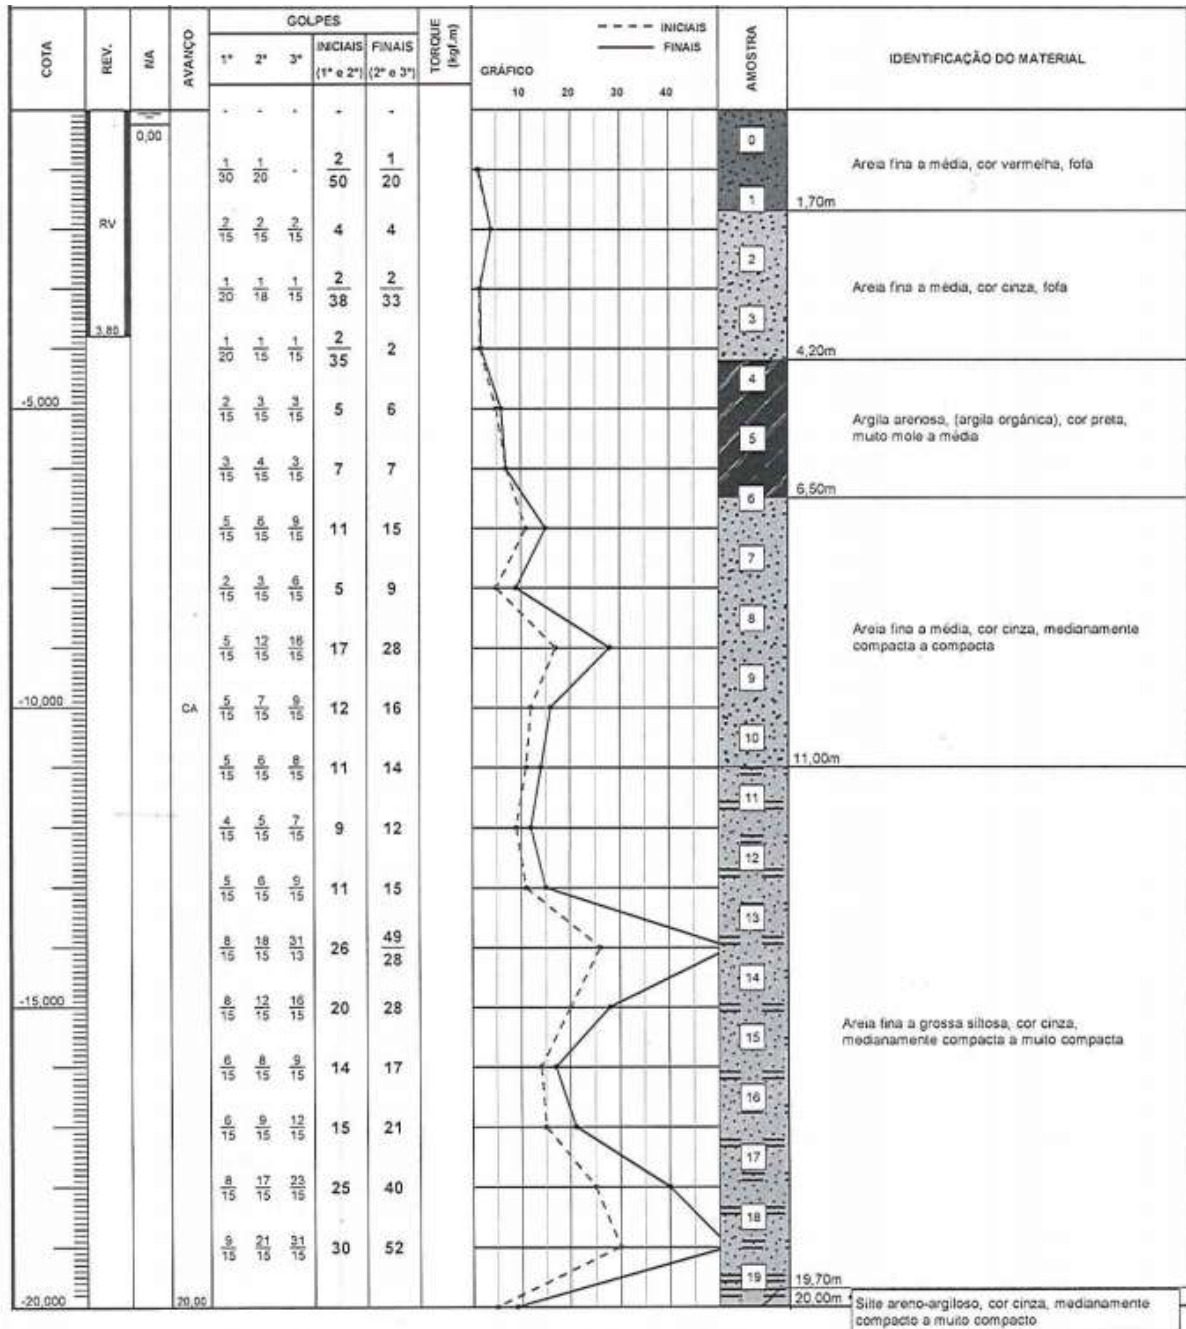 COTA REV. NA AVANÇO GOLPES TORQUE (kgf.m) GRÁFICO INICIAIS FINAIS AMOSTRA IDENTIFICAÇÃO DO MATERIAL
1ª 2ª 3ª INICIAIS (1ª e 2ª) FINAIS (2ª e 3ª)
10 20 30 40
- - - - -
0,00
0
1/30 1/20 - 2/50 1/20
Areia fina a média, cor vermelha, fofa
1
1,70m
RV
2/15 2/15 2/15 4 4
2
1/20 1/18 1/15 2/38 2/33
Areia fina a média, cor cinza, fofa
3
3,80
1/20 1/15 1/15 2/35 2
4,20m
4
-5,000
2/15 3/15 3/15 5 6
Argila arenosa, (argila orgânica), cor preta,
muito mole a média
5
3/15 4/15 3/15 7 7
6,50m
6
5/15 6/15 9/15 11 15
7
2/15 3/15 6/15 5 9
8
Areia fina a média, cor cinza, medianamente
compacta a compacta
5/15 12/15 16/15 17 28
9
-10,000
CA
5/15 7/15 9/15 12 16
10
5/15 6/15 8/15 11 14
11,00m
11
4/15 5/15 7/15 9 12
12
5/15 6/15 9/15 11 15
13
8/15 18/15 31/13 26 49/28
14
-15,000
8/15 12/15 16/15 20 28
Areia fina a grossa siltosa, cor cinza,
medianamente compacta a muito compacta
15
6/15 8/15 9/15 14 17
16
6/15 9/15 12/15 15 21
17
8/15 17/15 23/15 25 40
18
9/15 21/15 31/15 30 52
19
19,70m
-20,000
20,00
20,00m
Silte areno-argiloso, cor cinza, medianamente
compacto a muito compacto